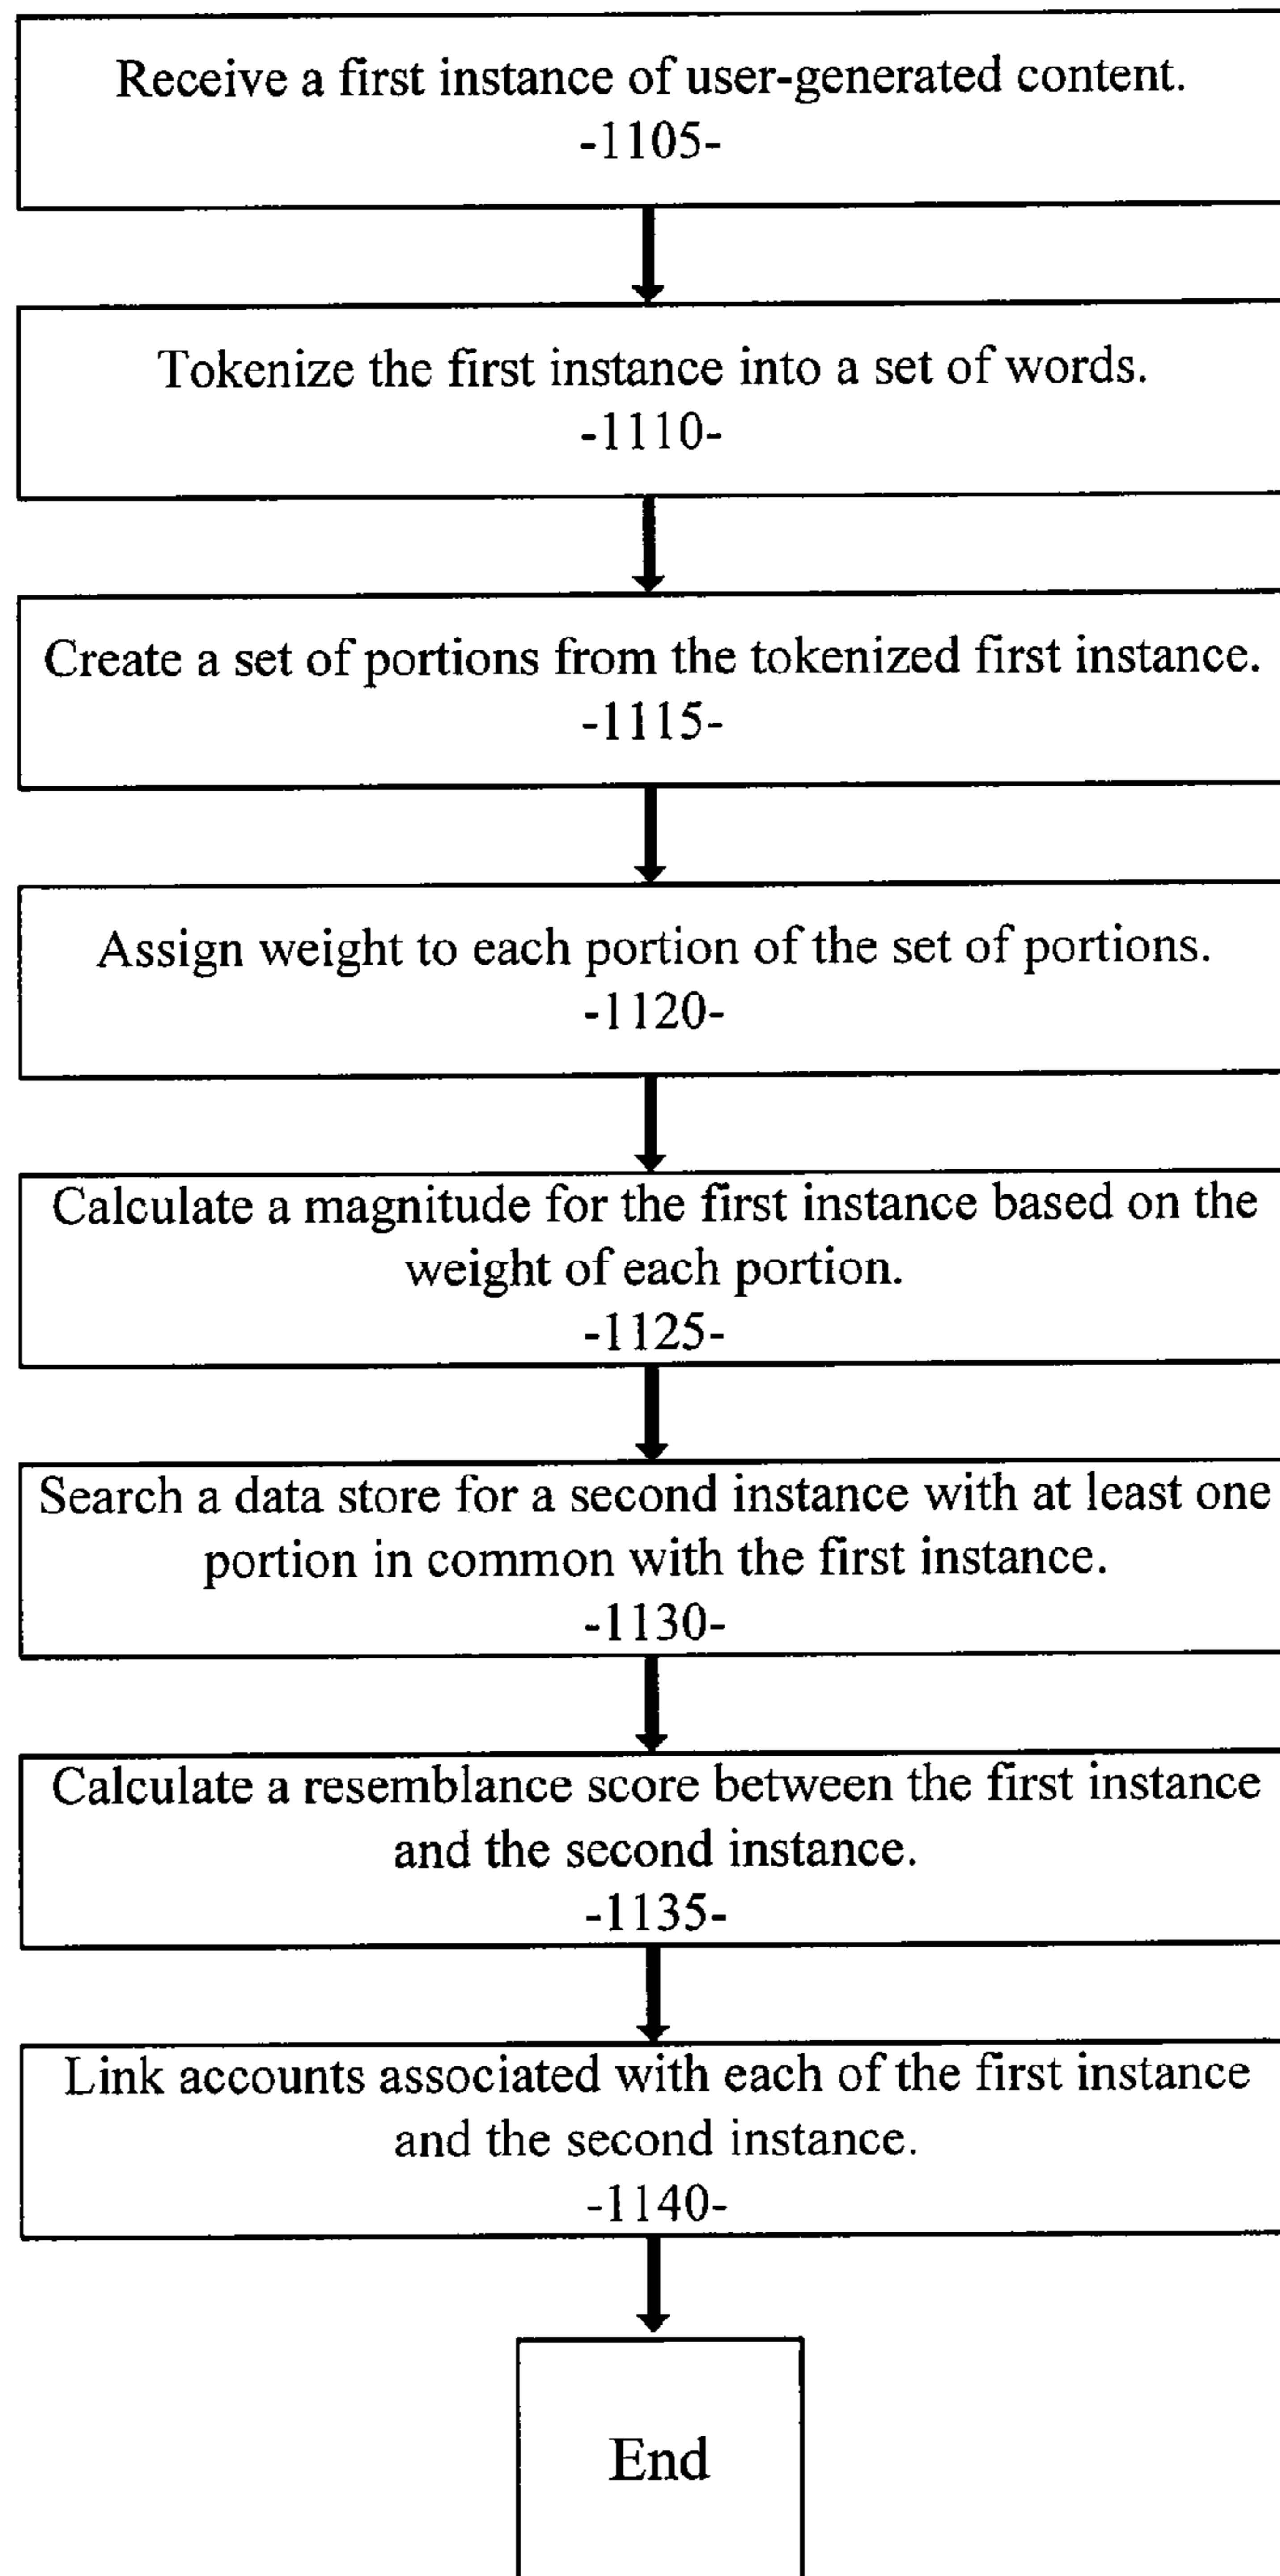 Receive a first instance of user-generated content.
-1105-
Tokenize the first instance into a set of words.
-1110-
Create a set of portions from the tokenized first instance.
-1115-
Assign weight to each portion of the set of portions.
-1120-
Calculate a magnitude for the first instance based on the
weight of each portion.
-1125-
Search a data store for a second instance with at least one
portion in common with the first instance.
-1130-
Calculate a resemblance score between the first instance
and the second instance.
-1135-
Link accounts associated with each of the first instance
and the second instance.
-1140-
End